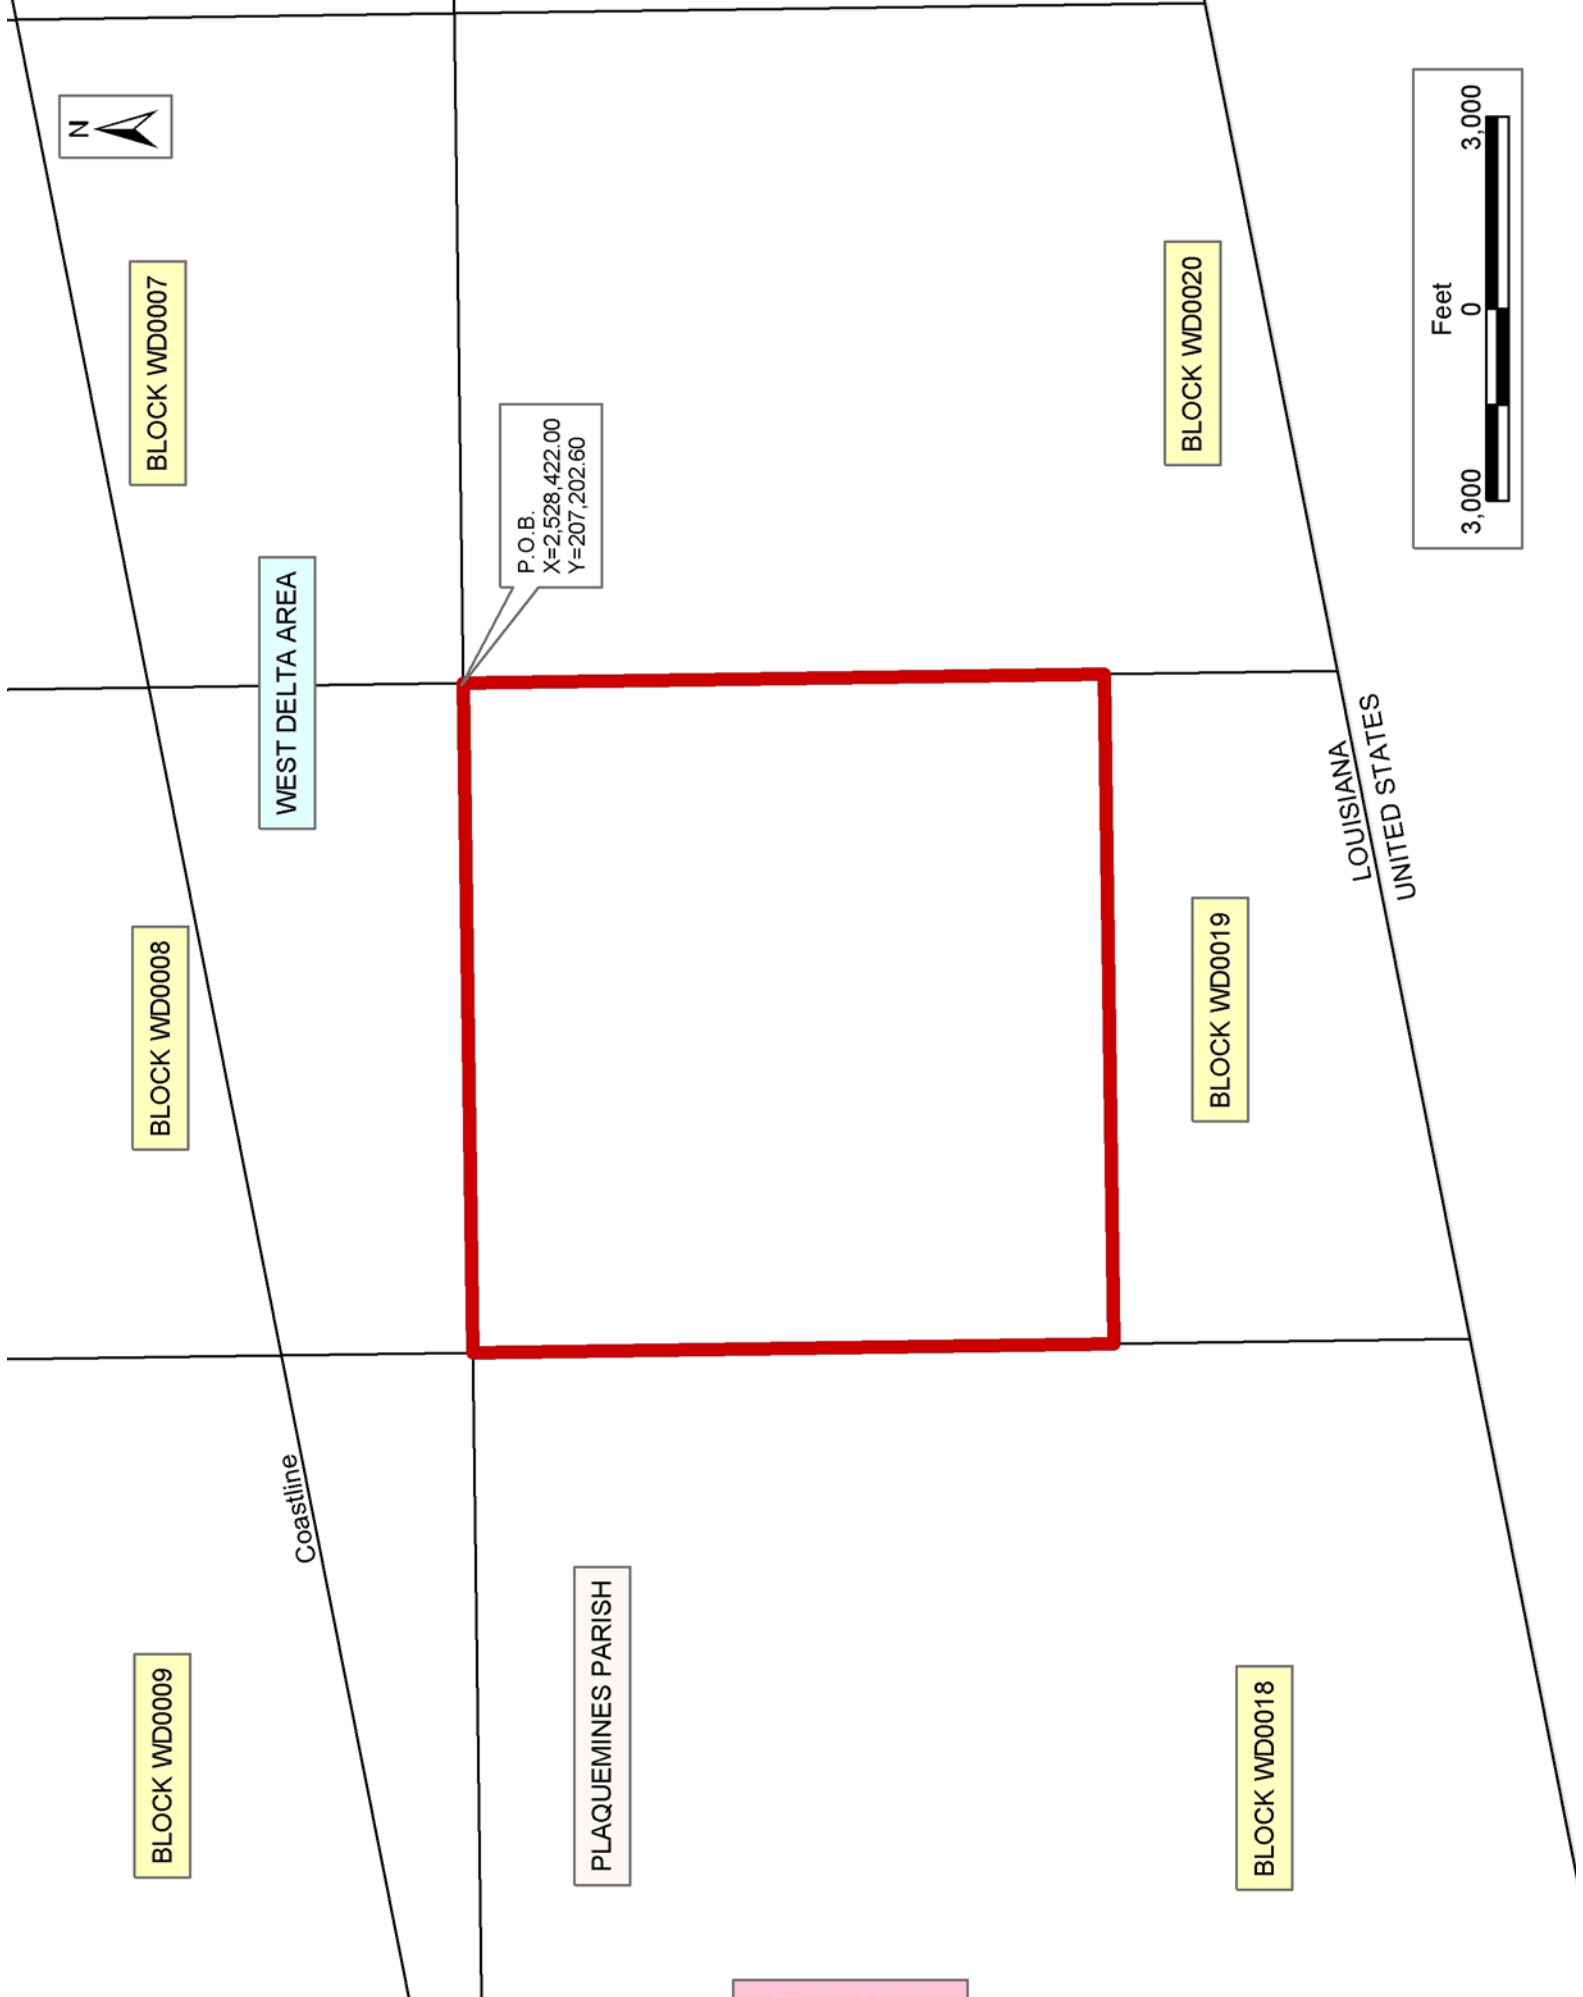 N
BLOCK WD0009
BLOCK WD0008
BLOCK WD0007
WEST DELTA AREA
Coastline
P.O.B.
X=2,528,422.00
Y=207,202.60
PLAQUEMINES PARISH
BLOCK WD0018
BLOCK WD0019
BLOCK WD0020
LOUISIANA
UNITED STATES
Feet
3,000 0 3,000